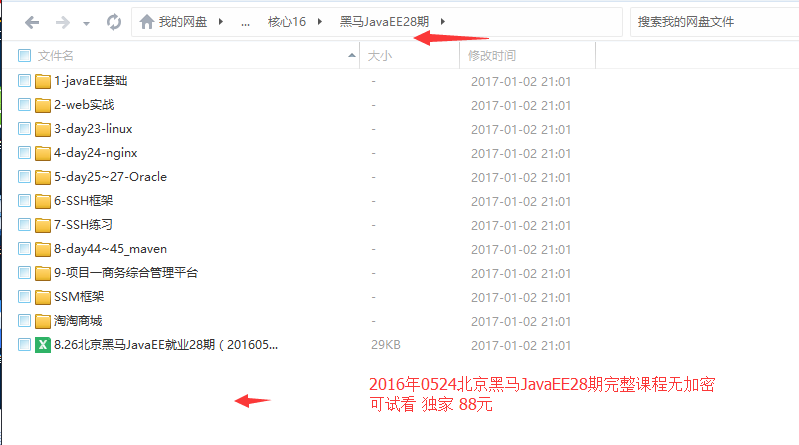 我的网盘 ... 核心16 黑马JavaEE28期 搜索我的网盘文件
文件名 大小 修改时间
1-javaEE基础 - 2017-01-02 21:01
2-web实战 - 2017-01-02 21:01
3-day23-linux - 2017-01-02 21:01
4-day24-nginx - 2017-01-02 21:01
5-day25~27-Oracle - 2017-01-02 21:01
6-SSH框架 - 2017-01-02 21:01
7-SSH练习 - 2017-01-02 21:01
8-day44~45_maven - 2017-01-02 21:01
9-项目一商务综合管理平台 - 2017-01-02 21:01
SSM框架 - 2017-01-02 21:01
淘淘商城 - 2017-01-02 21:01
8.26北京黑马JavaEE就业28期（201605... 29KB 2017-01-02 21:01
2016年0524北京黑马JavaEE28期完整课程无加密
可试看 独家 88元